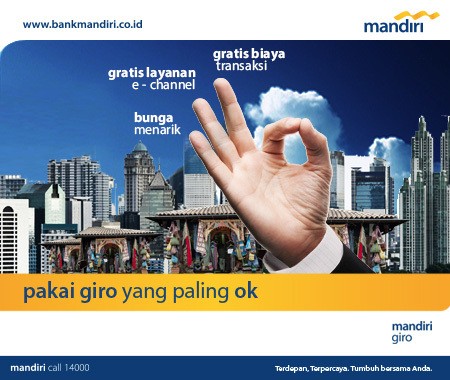 www.bankmandiri.co.id
mandiri
gratis biaya
transaksi
gratis layanan
e - channel
bunga
menarik
pakai giro yang paling ok
mandiri
giro
mandiri call 14000
Terdepan, Terpercaya. Tumbuh bersama Anda.